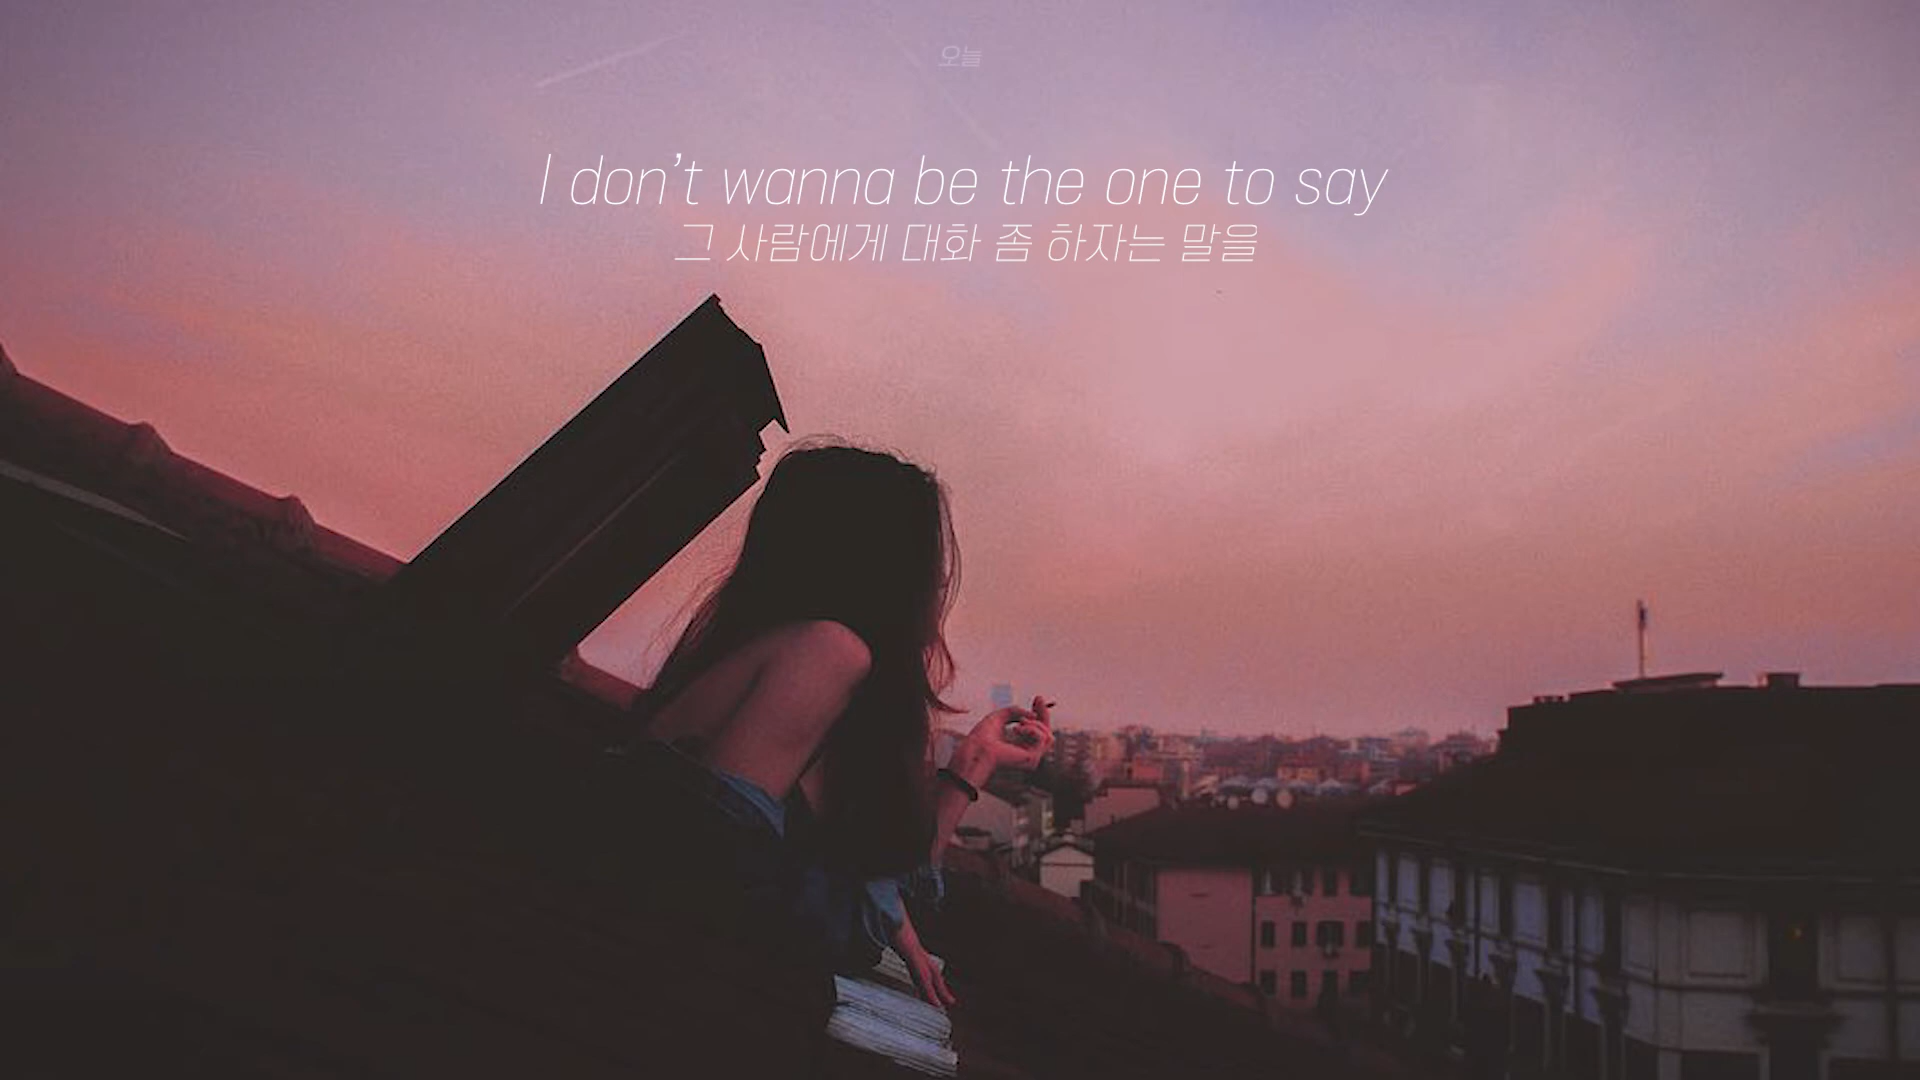 오늘
I don’t wanna be the one to say
그 사람에게 대화 좀 하자는 말을